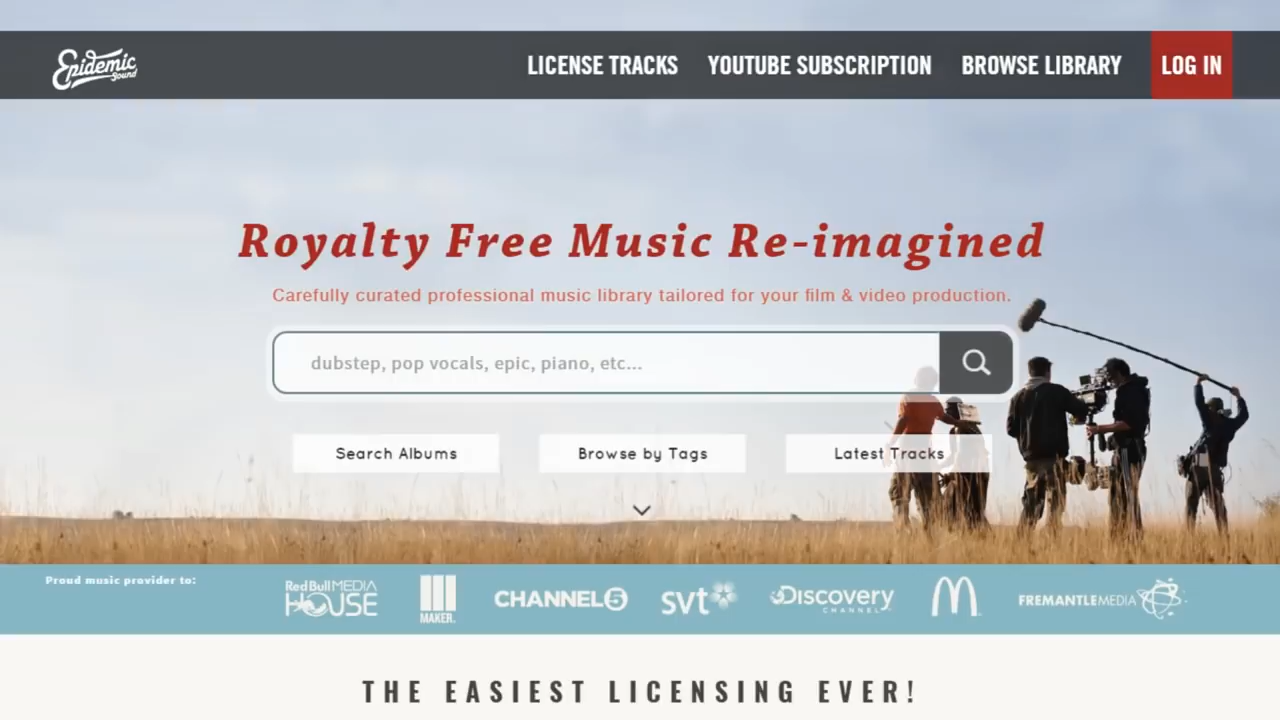 Epidemic Sound
LICENSE TRACKS YOUTUBE SUBSCRIPTION BROWSE LIBRARY LOG IN
Royalty Free Music Re-imagined
Carefully curated professional music library tailored for your film & video production.
dubstep, pop vocals, epic, piano, etc...
Search Albums Browse by Tags Latest Tracks
Proud music provider to:
Red Bull MEDIA HOUSE MAKER. CHANNEL5 svt Discovery CHANNEL FREMANTLEMEDIA
THE EASIEST LICENSING EVER!